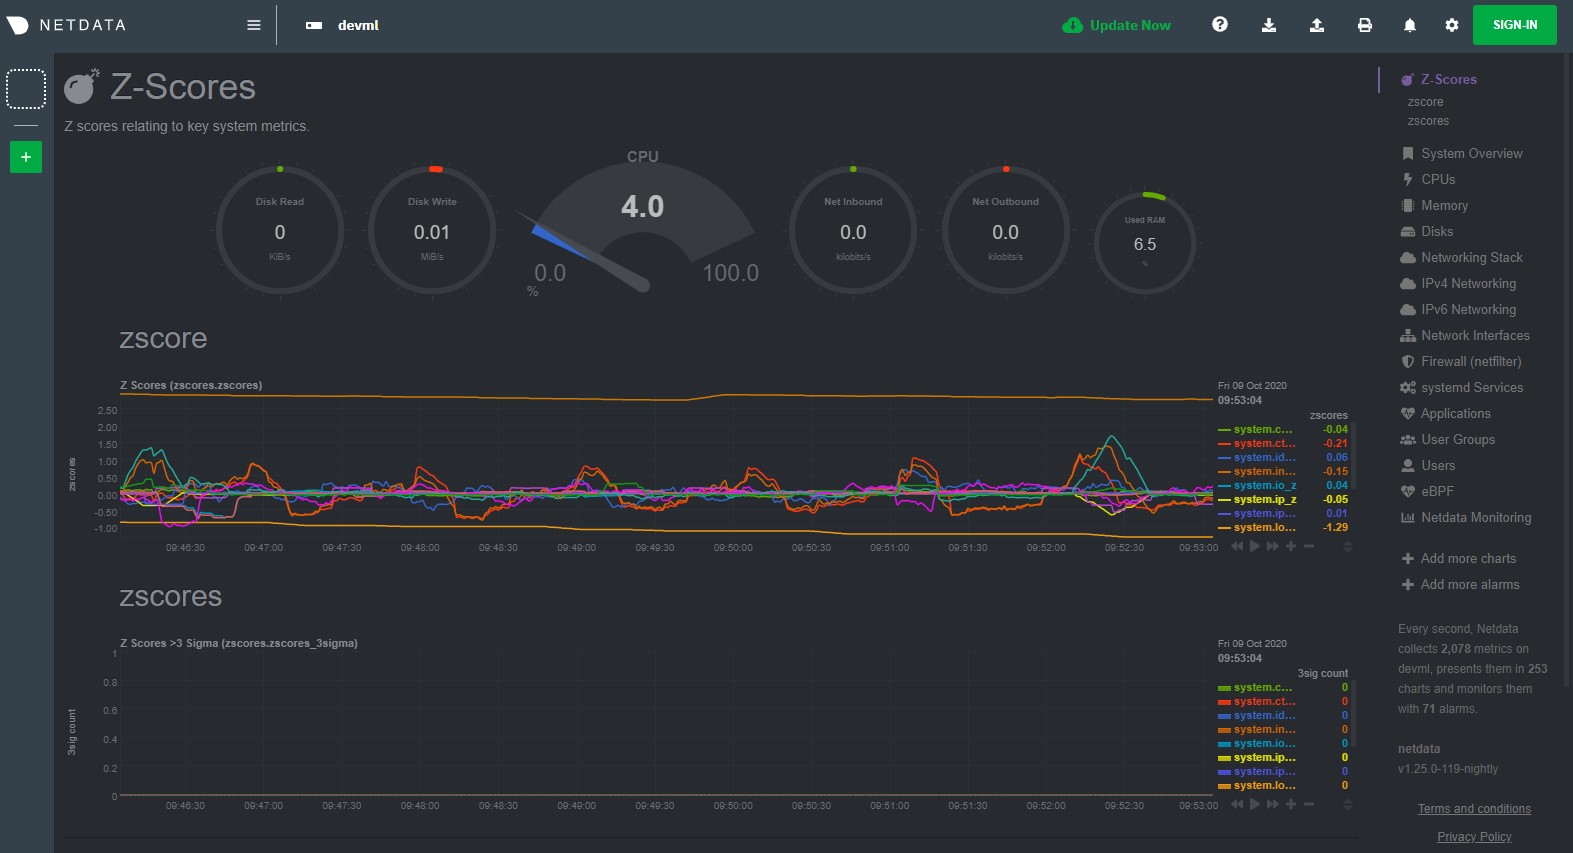 NETDATA
devml
Update Now
SIGN-IN
+
Z-Scores
Z scores relating to key system metrics.
Disk Read
0
KiB/s
Disk Write
0.01
MiB/s
CPU
4.0
0.0
100.0
%
Net Inbound
0.0
kilobits/s
Net Outbound
0.0
kilobits/s
Used RAM
6.5
%
zscore
Z Scores (zscores.zscores)
zscores
2.50
2.00
1.50
1.00
0.50
0.00
-0.50
-1.00
09:46:30 09:47:00 09:47:30 09:48:00 09:48:30 09:49:00 09:49:30 09:50:00 09:50:30 09:51:00 09:51:30 09:52:00 09:52:30 09:53:00
Fri 09 Oct 2020
09:53:04
zscores
system.c... -0.04
system.ct... -0.21
system.id... 0.06
system.in... -0.15
system.io_z 0.04
system.ip_z -0.05
system.ip... 0.01
system.lo... -1.29
zscores
Z Scores >3 Sigma (zscores.zscores_3sigma)
3sig count
1
0.8
0.6
0.4
0.2
0
09:46:30 09:47:00 09:47:30 09:48:00 09:48:30 09:49:00 09:49:30 09:50:00 09:50:30 09:51:00 09:51:30 09:52:00 09:52:30 09:53:00
Fri 09 Oct 2020
09:53:04
3sig count
system.c... 0
system.ct... 0
system.id... 0
system.in... 0
system.io... 0
system.ip... 0
system.ip... 0
system.lo... 0
Z-Scores
zscore
zscores
System Overview
CPUs
Memory
Disks
Networking Stack
IPv4 Networking
IPv6 Networking
Network Interfaces
Firewall (netfilter)
systemd Services
Applications
User Groups
Users
eBPF
Netdata Monitoring
Add more charts
Add more alarms
Every second, Netdata
collects 2,078 metrics on
devml, presents them in 253
charts and monitors them
with 71 alarms.
netdata
v1.25.0-119-nightly
Terms and conditions
Privacy Policy